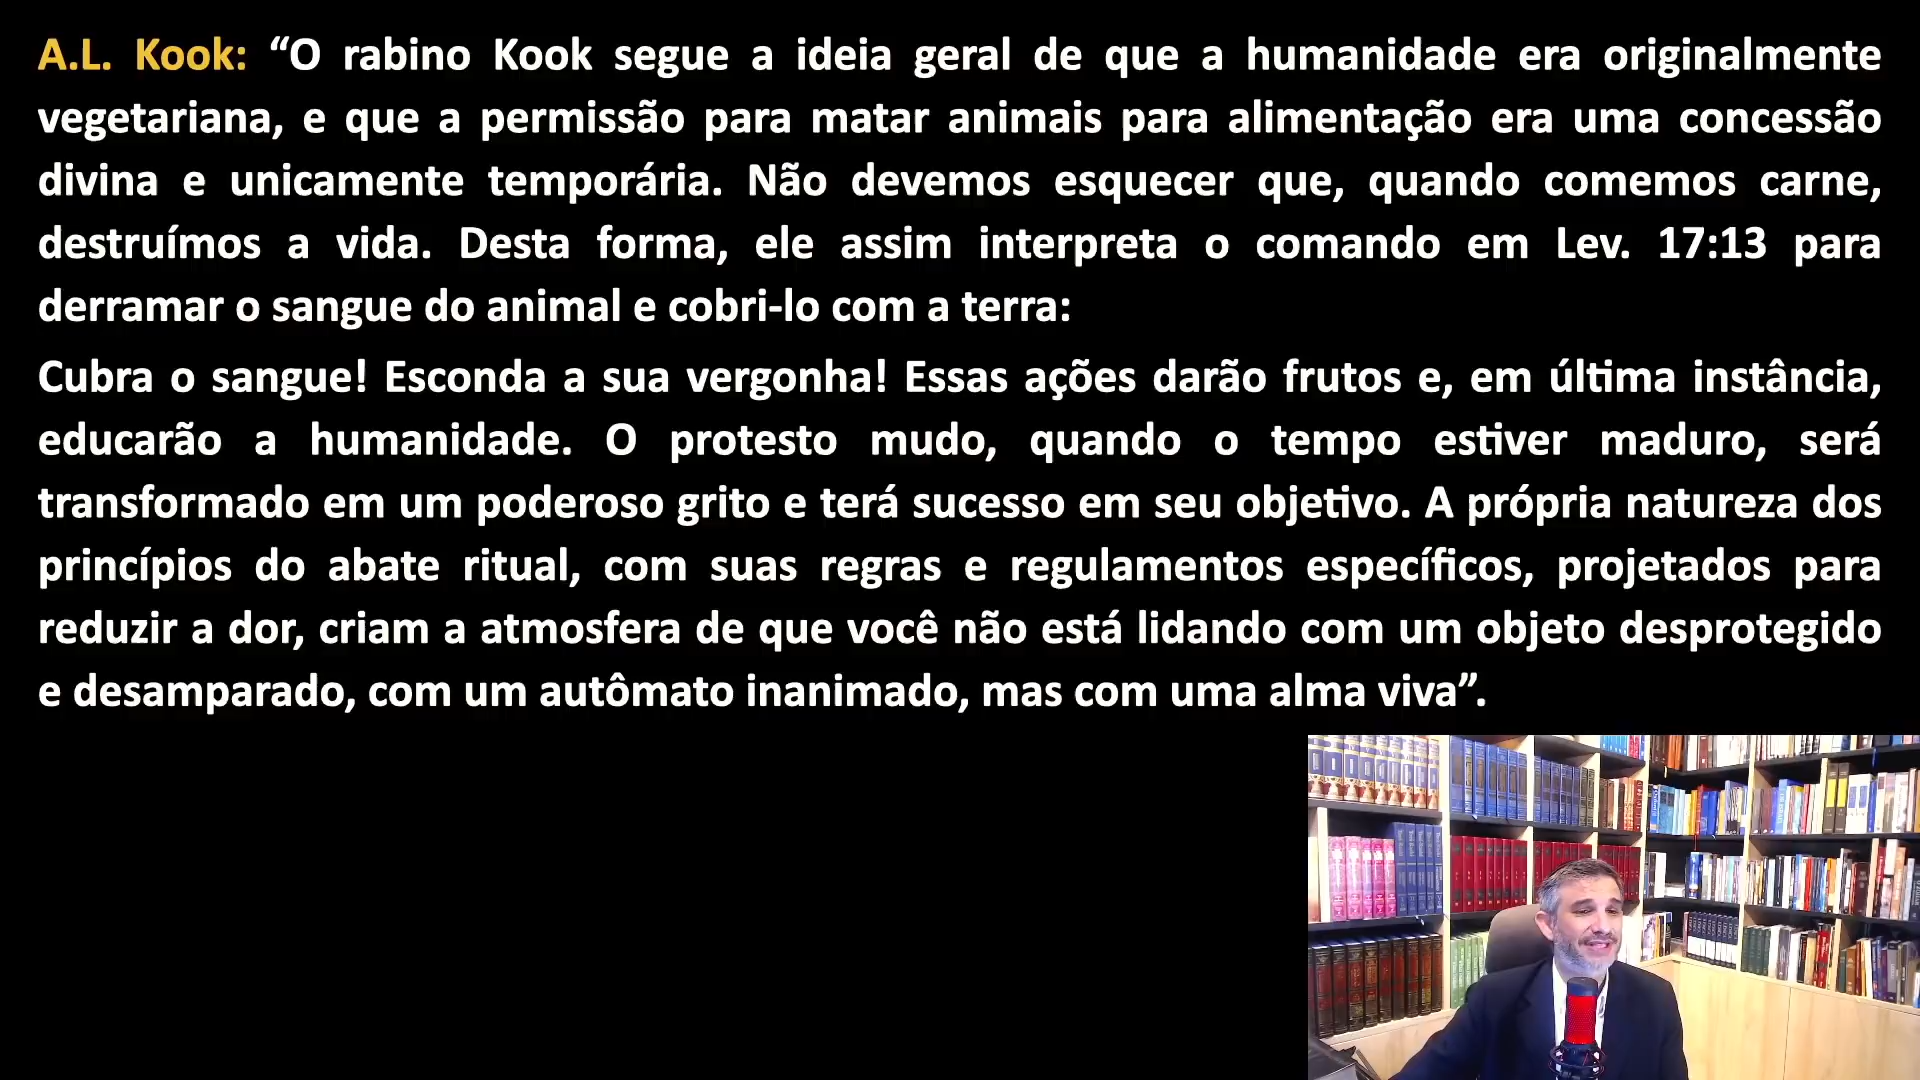 A.L. Kook: “O rabino Kook segue a ideia geral de que a humanidade era originalmente
vegetariana, e que a permissão para matar animais para alimentação era uma concessão
divina e unicamente temporária. Não devemos esquecer que, quando comemos carne,
destruímos a vida. Desta forma, ele assim interpreta o comando em Lev. 17:13 para
derramar o sangue do animal e cobri-lo com a terra:
Cubra o sangue! Esconda a sua vergonha! Essas ações darão frutos e, em última instância,
educarão a humanidade. O protesto mudo, quando o tempo estiver maduro, será
transformado em um poderoso grito e terá sucesso em seu objetivo. A própria natureza dos
princípios do abate ritual, com suas regras e regulamentos específicos, projetados para
reduzir a dor, criam a atmosfera de que você não está lidando com um objeto desprotegido
e desamparado, com um autômato inanimado, mas com uma alma viva”.